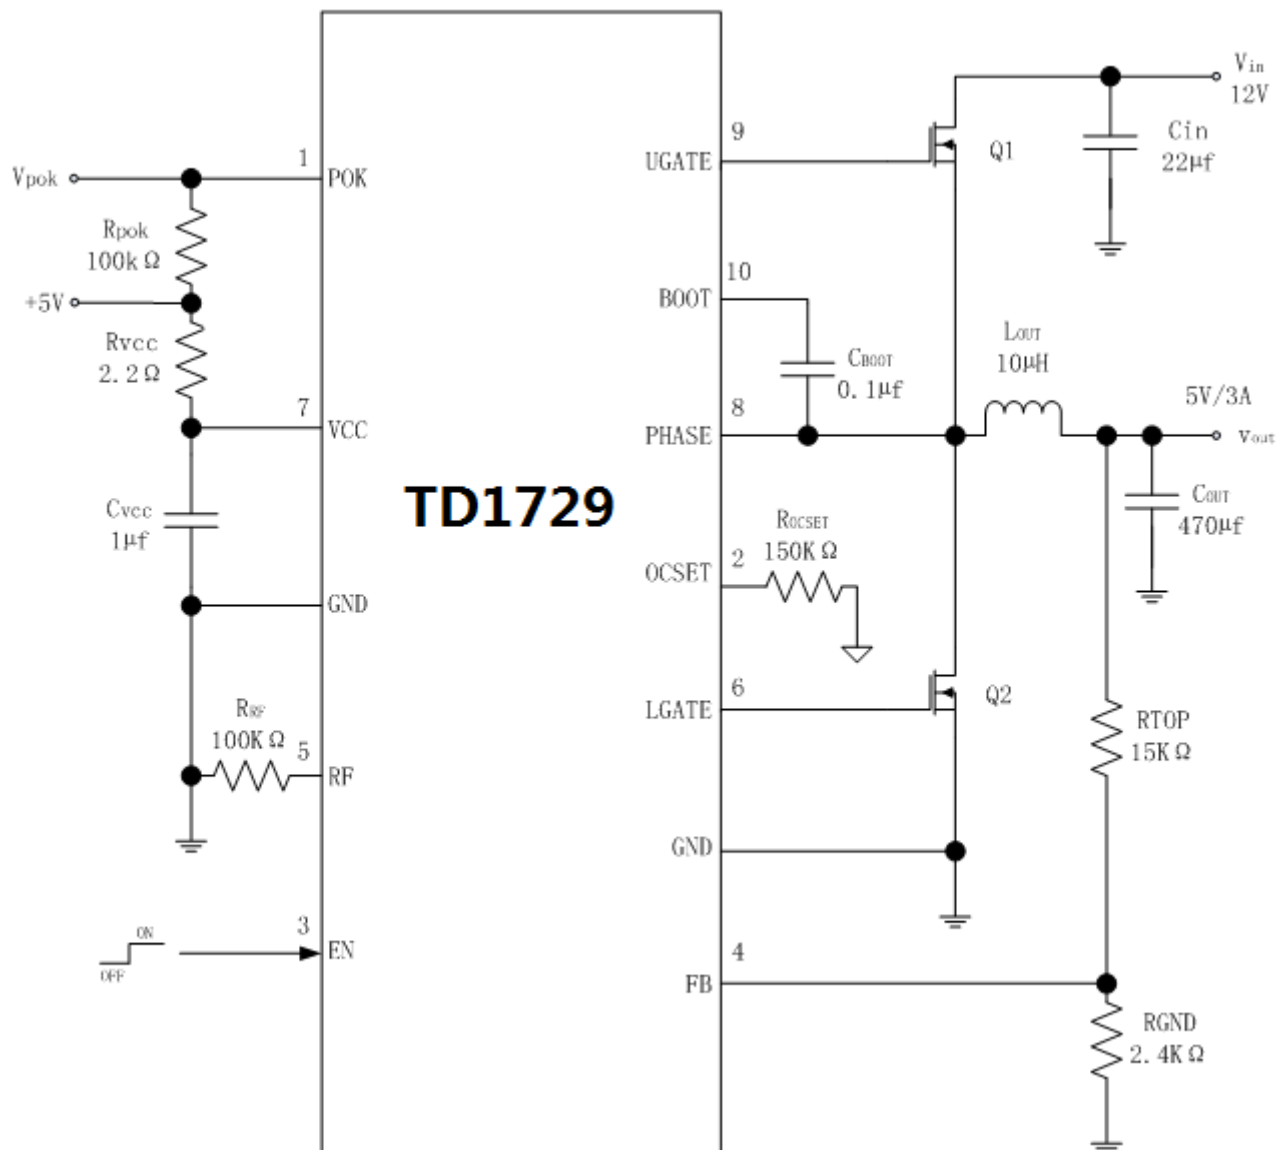 Vpok
1
POK
Rpok
100kΩ
+5V
Rvcc
2.2Ω
7
VCC
Cvcc
1μf
GND
RRF
100KΩ
5
RF
ON
OFF
3
EN
TD1729
9
UGATE
Q1
Vin
12V
Cin
22μf
10
BOOT
CBOOT
0.1μf
LOUT
10μH
8
PHASE
5V/3A
Vout
COUT
470μf
ROCSET
150KΩ
2
OCSET
6
LGATE
Q2
RTOP
15KΩ
GND
4
FB
RGND
2.4KΩ